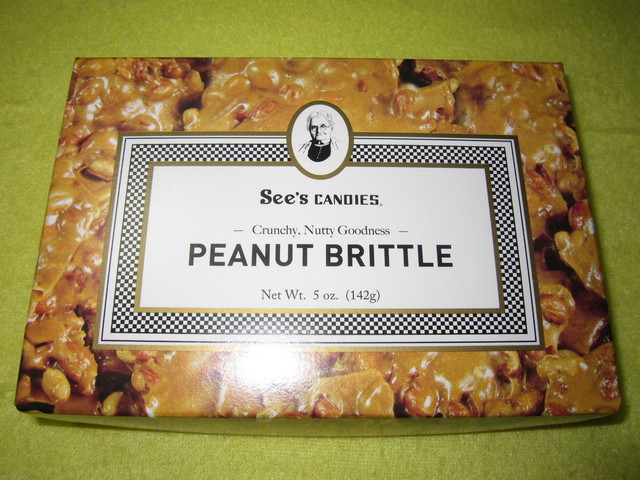 See's CANDIES®
— Crunchy, Nutty Goodness —
PEANUT BRITTLE
Net Wt. 5 oz. (142g)